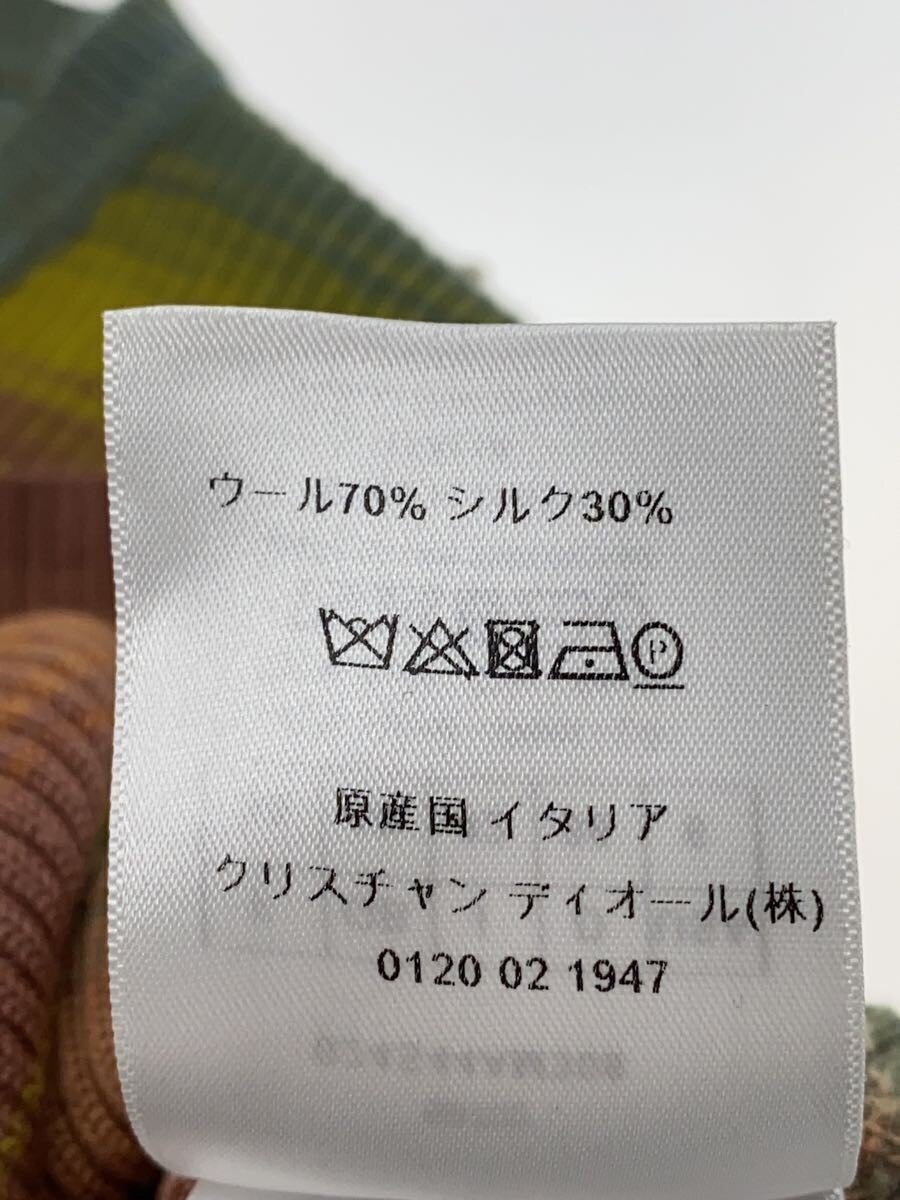 ウール70% シルク30%
P
原産国 イタリア
クリスチャン ディオール(株)
0120 02 1947